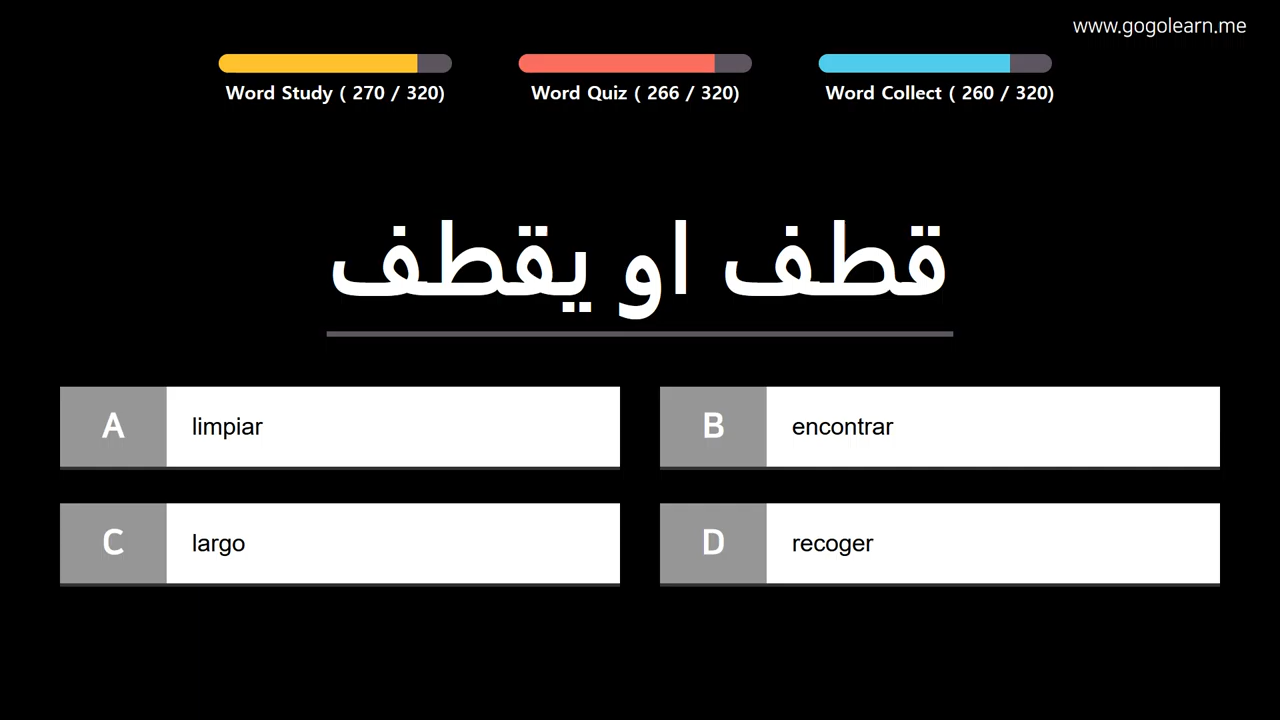 www.gogolearn.me
Word Study ( 270 / 320)
Word Quiz ( 266 / 320)
Word Collect ( 260 / 320)
قطف او يقطف
A limpiar
B encontrar
C largo
D recoger